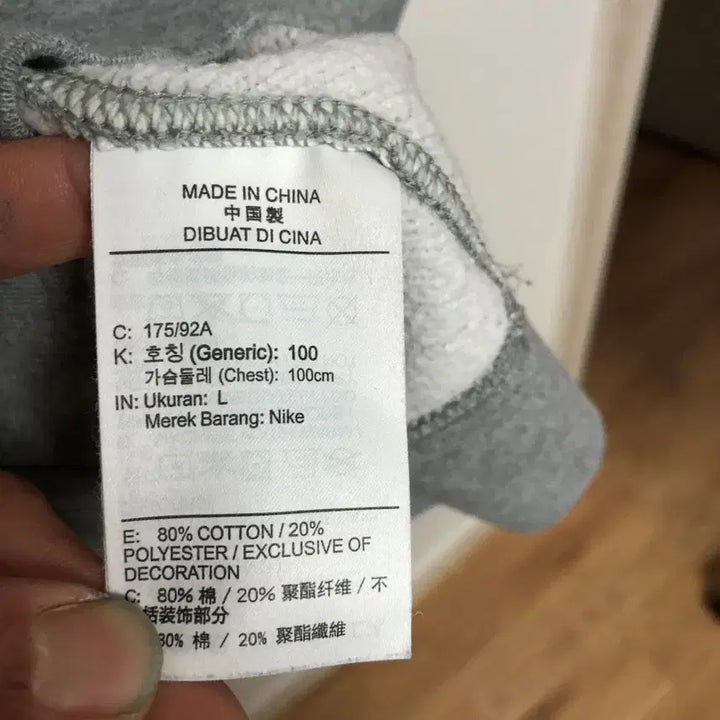 MADE IN CHINA
中国製
DIBUAT DI CINA
C: 175/92A
K: 호칭 (Generic): 100
가슴둘레 (Chest): 100cm
IN: Ukuran: L
Merek Barang: Nike
E: 80% COTTON / 20%
POLYESTER / EXCLUSIVE OF
DECORATION
C: 80% 棉 / 20% 聚酯纤维 / 不
括装饰部分
80% 棉 / 20% 聚酯纖維